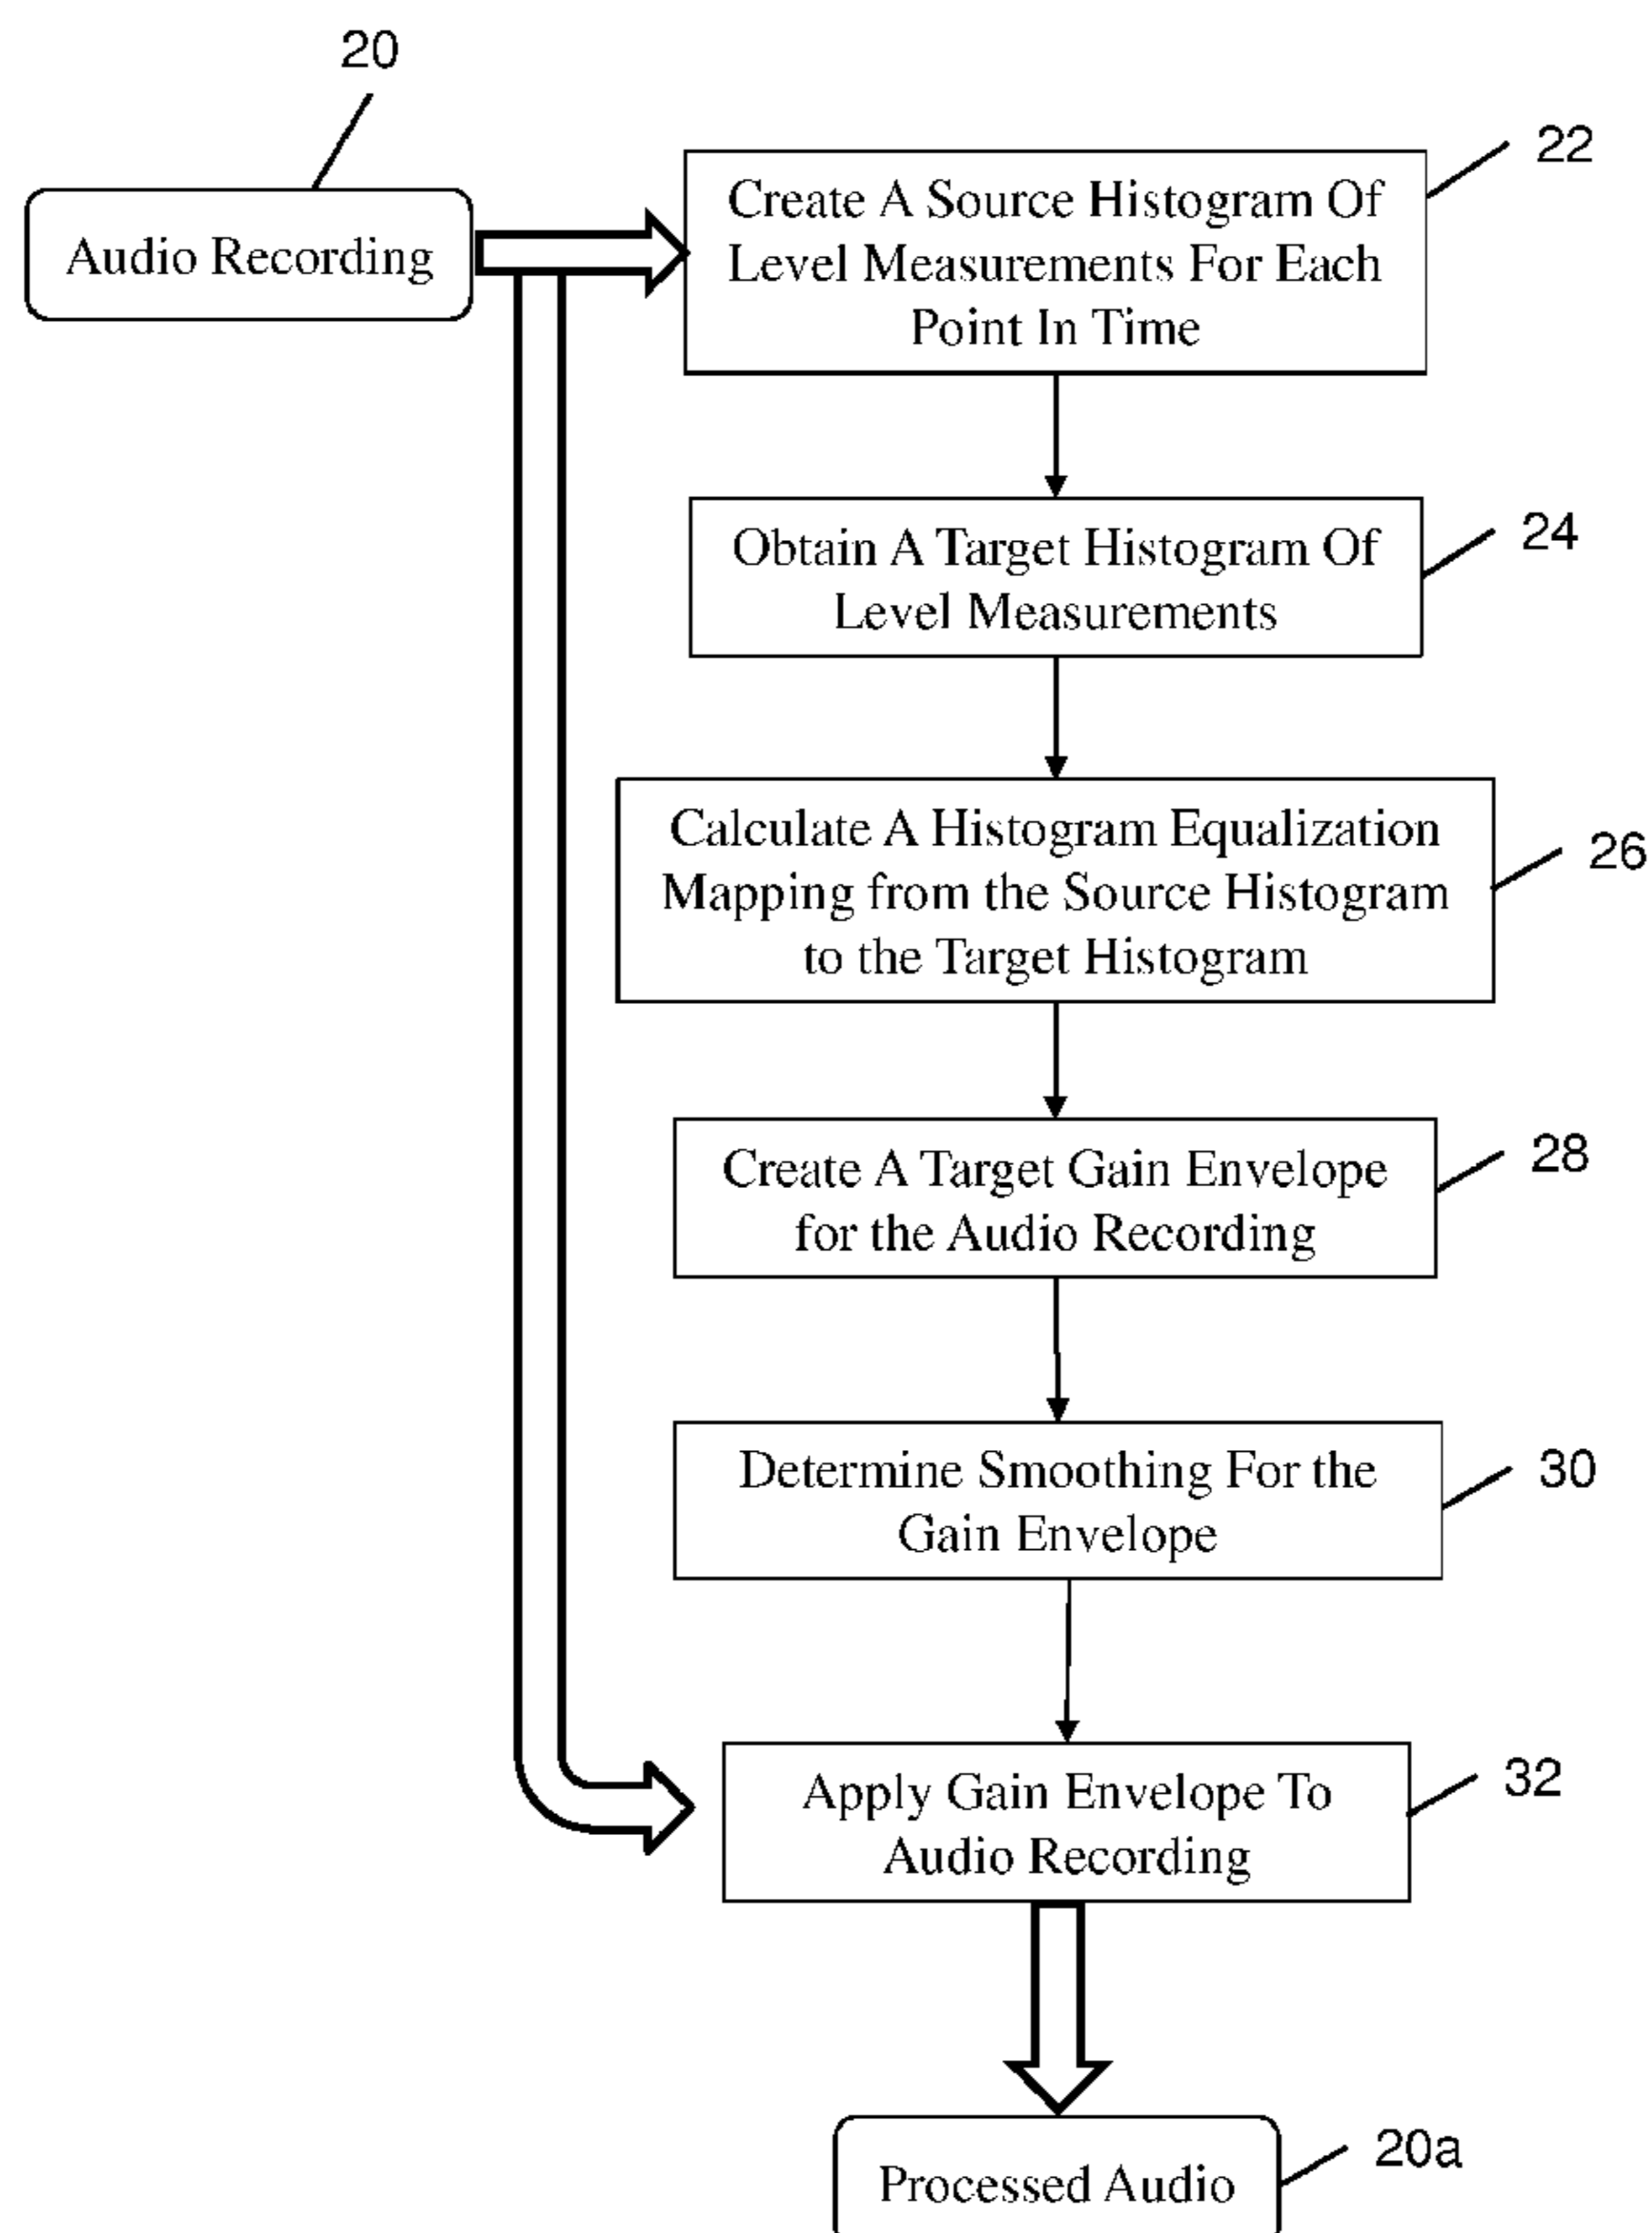 20
Audio Recording
22
Create A Source Histogram Of
Level Measurements For Each
Point In Time
24
Obtain A Target Histogram Of
Level Measurements
26
Calculate A Histogram Equalization
Mapping from the Source Histogram
to the Target Histogram
28
Create A Target Gain Envelope
for the Audio Recording
30
Determine Smoothing For the
Gain Envelope
32
Apply Gain Envelope To
Audio Recording
20a
Processed Audio